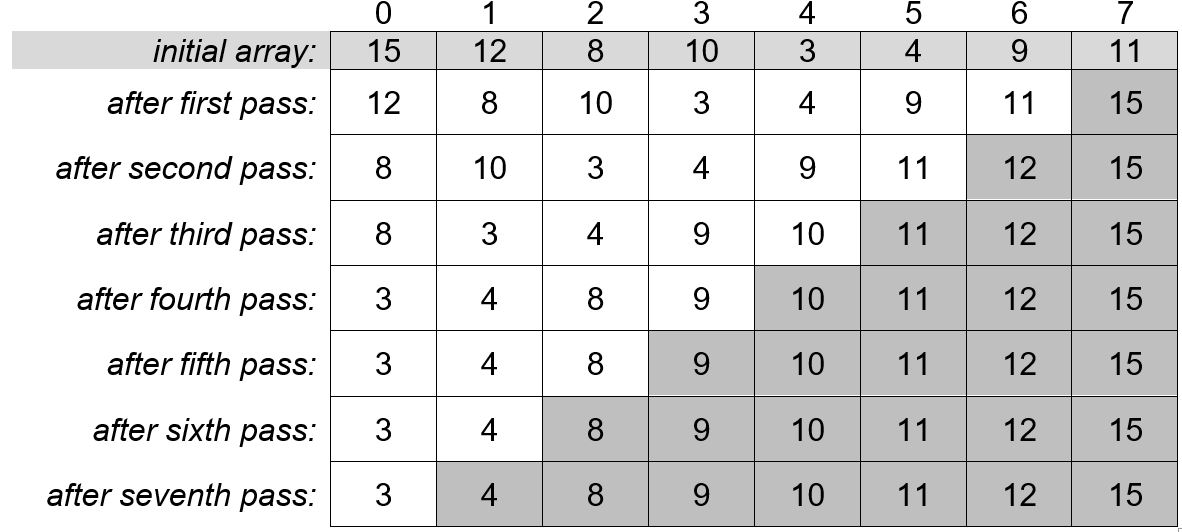 0 1 2 3 4 5 6 7
initial array: 15 12 8 10 3 4 9 11
after first pass: 12 8 10 3 4 9 11 15
after second pass: 8 10 3 4 9 11 12 15
after third pass: 8 3 4 9 10 11 12 15
after fourth pass: 3 4 8 9 10 11 12 15
after fifth pass: 3 4 8 9 10 11 12 15
after sixth pass: 3 4 8 9 10 11 12 15
after seventh pass: 3 4 8 9 10 11 12 15